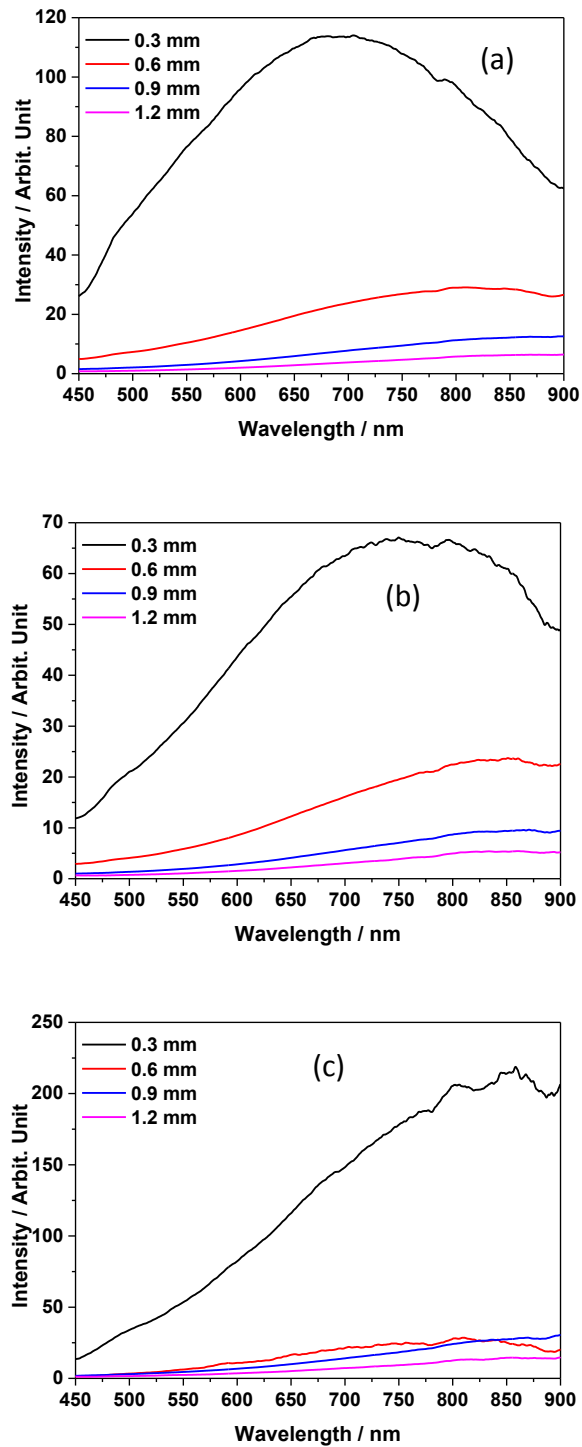 120
100
80
60
40
20
0
Intensity / Arbit. Unit
0.3 mm
0.6 mm
0.9 mm
1.2 mm
(a)
450 500 550 600 650 700 750 800 850 900
Wavelength / nm
70
60
50
40
30
20
10
0
Intensity / Arbit. Unit
0.3 mm
0.6 mm
0.9 mm
1.2 mm
(b)
450 500 550 600 650 700 750 800 850 900
Wavelength / nm
250
200
150
100
50
0
Intensity / Arbit. Unit
0.3 mm
0.6 mm
0.9 mm
1.2 mm
(c)
450 500 550 600 650 700 750 800 850 900
Wavelength / nm